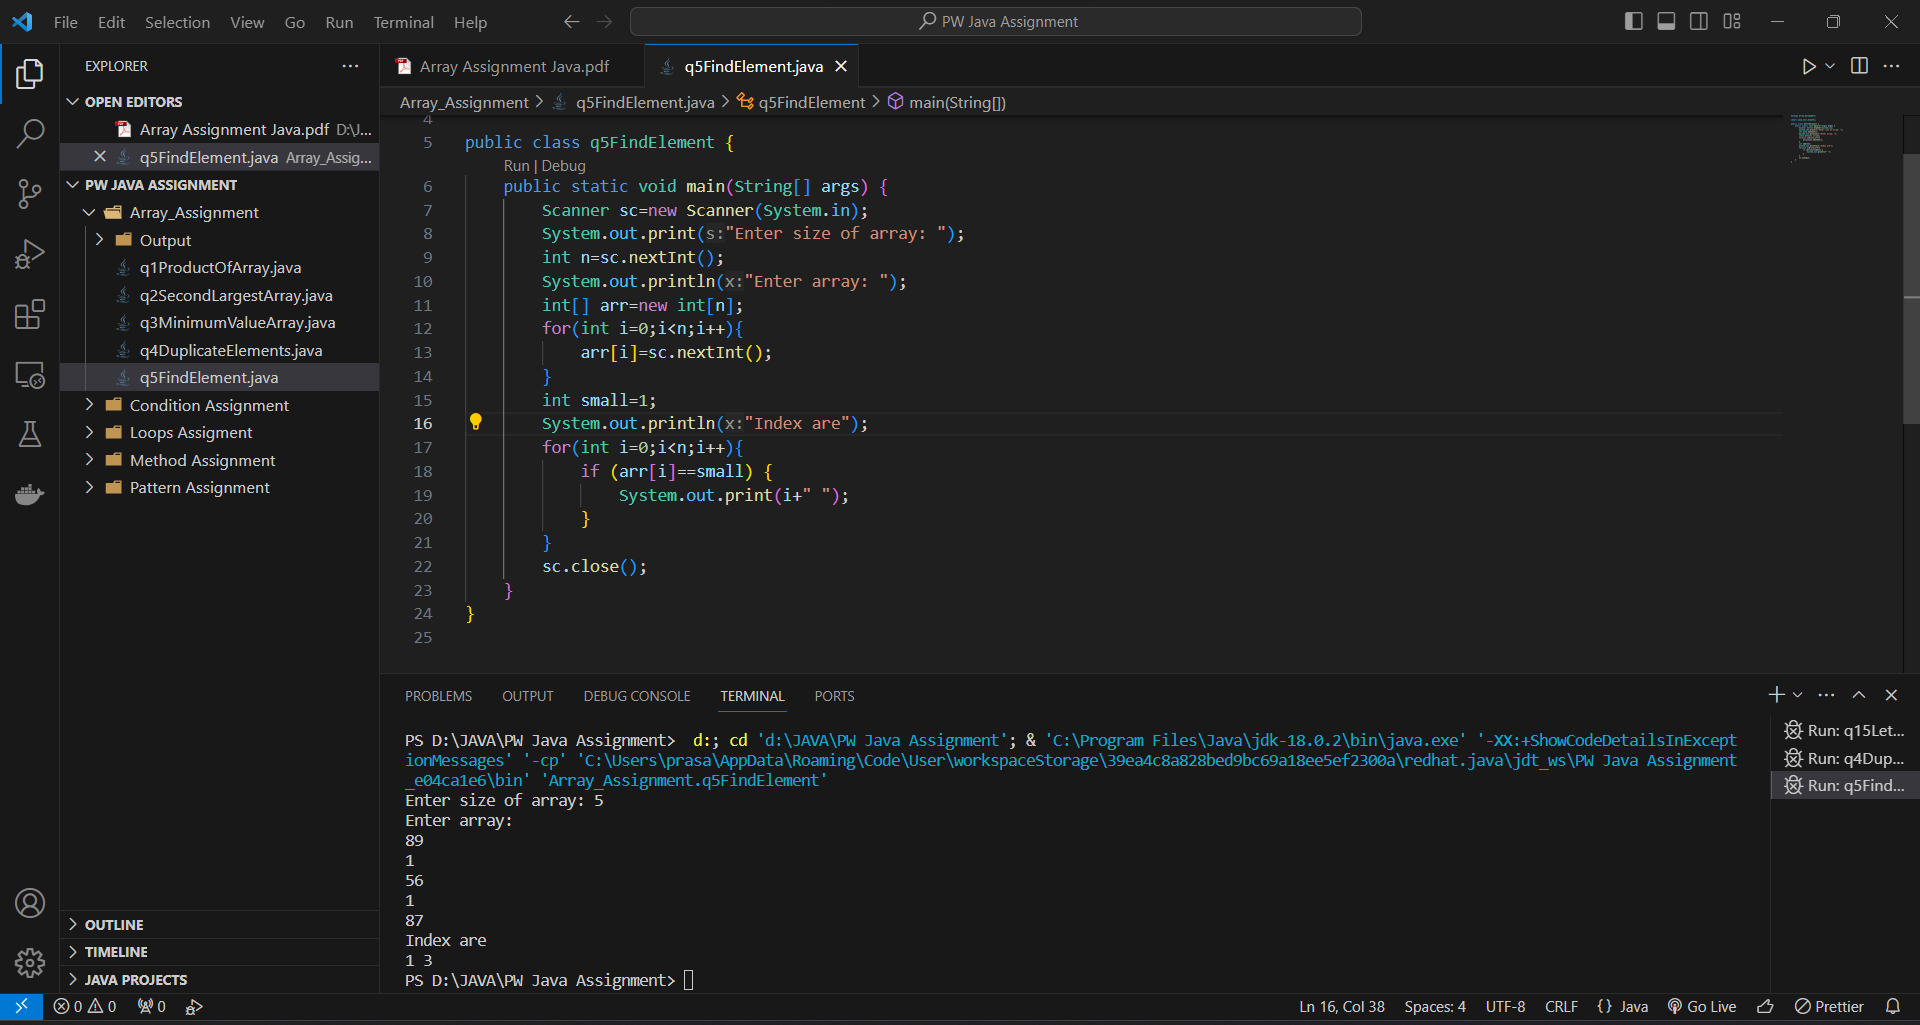 File Edit Selection View Go Run Terminal Help
PW Java Assignment
EXPLORER
OPEN EDITORS
Array Assignment Java.pdf D:\J...
q5FindElement.java Array_Assig...
PW JAVA ASSIGNMENT
Array_Assignment
Output
q1ProductOfArray.java
q2SecondLargestArray.java
q3MinimumValueArray.java
q4DuplicateElements.java
q5FindElement.java
Condition Assignment
Loops Assigment
Method Assignment
Pattern Assignment
OUTLINE
TIMELINE
JAVA PROJECTS
Array Assignment Java.pdf
q5FindElement.java
Array_Assignment > q5FindElement.java > q5FindElement > main(String[])
4
5 public class q5FindElement {
Run | Debug
6 public static void main(String[] args) {
7 Scanner sc=new Scanner(System.in);
8 System.out.print(s:"Enter size of array: ");
9 int n=sc.nextInt();
10 System.out.println(x:"Enter array: ");
11 int[] arr=new int[n];
12 for(int i=0;i<n;i++){
13 arr[i]=sc.nextInt();
14 }
15 int small=1;
16 System.out.println(x:"Index are");
17 for(int i=0;i<n;i++){
18 if (arr[i]==small) {
19 System.out.print(i+" ");
20 }
21 }
22 sc.close();
23 }
24 }
25
PROBLEMS OUTPUT DEBUG CONSOLE TERMINAL PORTS
PS D:\JAVA\PW Java Assignment>  d:; cd 'd:\JAVA\PW Java Assignment'; & 'C:\Program Files\Java\jdk-18.0.2\bin\java.exe' '-XX:+ShowCodeDetailsInExcept
ionMessages' '-cp' 'C:\Users\prasa\AppData\Roaming\Code\User\workspaceStorage\39ea4c8a828bed9bc69a18ee5ef2300a\redhat.java\jdt_ws\PW Java Assignment
_e04ca1e6\bin' 'Array_Assignment.q5FindElement'
Enter size of array: 5
Enter array:
89
1
56
1
87
Index are
1 3
PS D:\JAVA\PW Java Assignment>
Run: q15Let...
Run: q4Dup...
Run: q5Find...
0 0 0
Ln 16, Col 38 Spaces: 4 UTF-8 CRLF {} Java Go Live Prettier